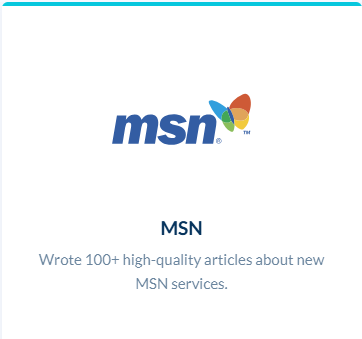 msn® ™
MSN
Wrote 100+ high-quality articles about new
MSN services.